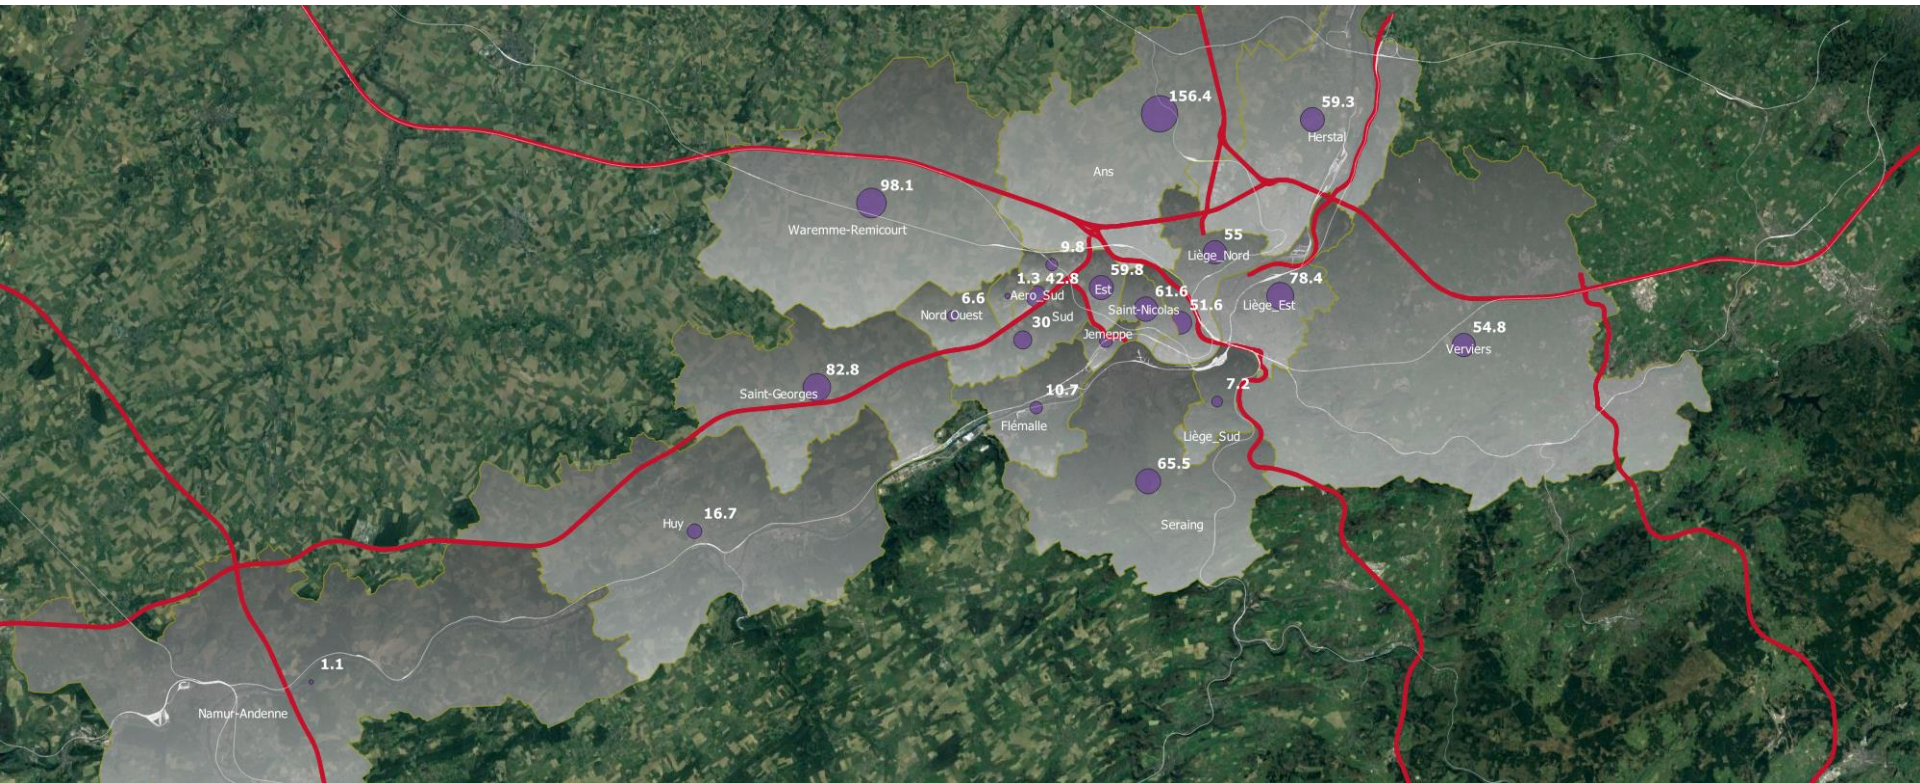 156.4
59.3
Herstal
Ans
98.1
Waremme-Remicourt
55
Liège_Nord
9.8
59.8
Est
1.3
42.8
Aero_Sud
78.4
Liège_Est
61.6
Saint-Nicolas
51.6
6.6
Nord Ouest
30
Sud
Jemeppe
54.8
Verviers
82.8
Saint-Georges
10.7
Flémalle
7.2
Liège_Sud
65.5
Seraing
16.7
Huy
1.1
Namur-Andenne